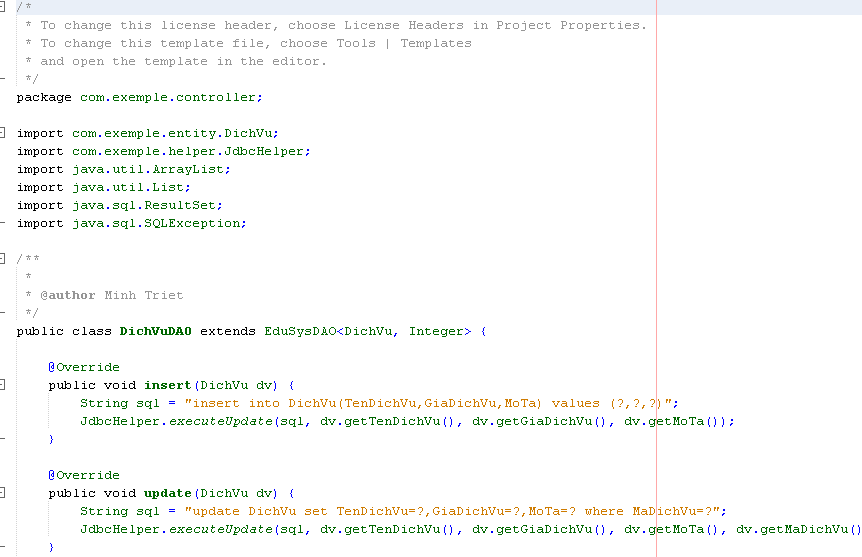 /*
 * To change this license header, choose License Headers in Project Properties.
 * To change this template file, choose Tools | Templates
 * and open the template in the editor.
 */
package com.exemple.controller;

import com.exemple.entity.DichVu;
import com.exemple.helper.JdbcHelper;
import java.util.ArrayList;
import java.util.List;
import java.sql.ResultSet;
import java.sql.SQLException;

/**
 *
 * @author Minh Triet
 */
public class DichVuDAO extends EduSysDAO<DichVu, Integer> {

    @Override
    public void insert(DichVu dv) {
        String sql = "insert into DichVu(TenDichVu,GiaDichVu,MoTa) values (?,?,?)";
        JdbcHelper.executeUpdate(sql, dv.getTenDichVu(), dv.getGiaDichVu(), dv.getMoTa());
    }

    @Override
    public void update(DichVu dv) {
        String sql = "update DichVu set TenDichVu=?,GiaDichVu=?,MoTa=? where MaDichVu=?";
        JdbcHelper.executeUpdate(sql, dv.getTenDichVu(), dv.getGiaDichVu(), dv.getMoTa(), dv.getMaDichVu()
    }